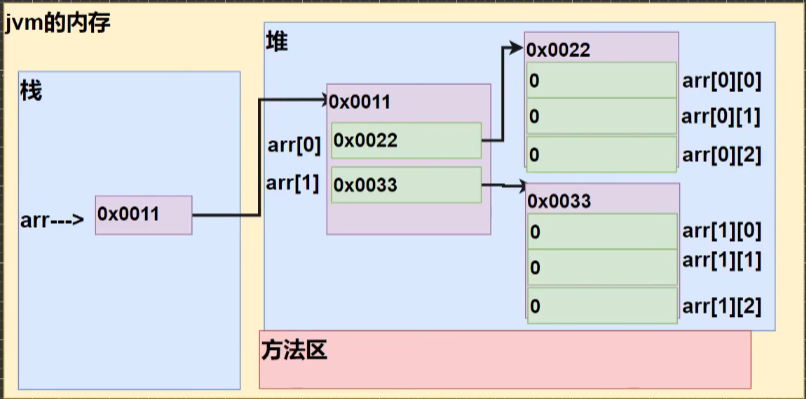 jvm的内存
栈
arr---> 0x0011
堆
0x0011
arr[0] 0x0022
arr[1] 0x0033
0x0022
0 arr[0][0]
0 arr[0][1]
0 arr[0][2]
0x0033
0 arr[1][0]
0 arr[1][1]
0 arr[1][2]
方法区